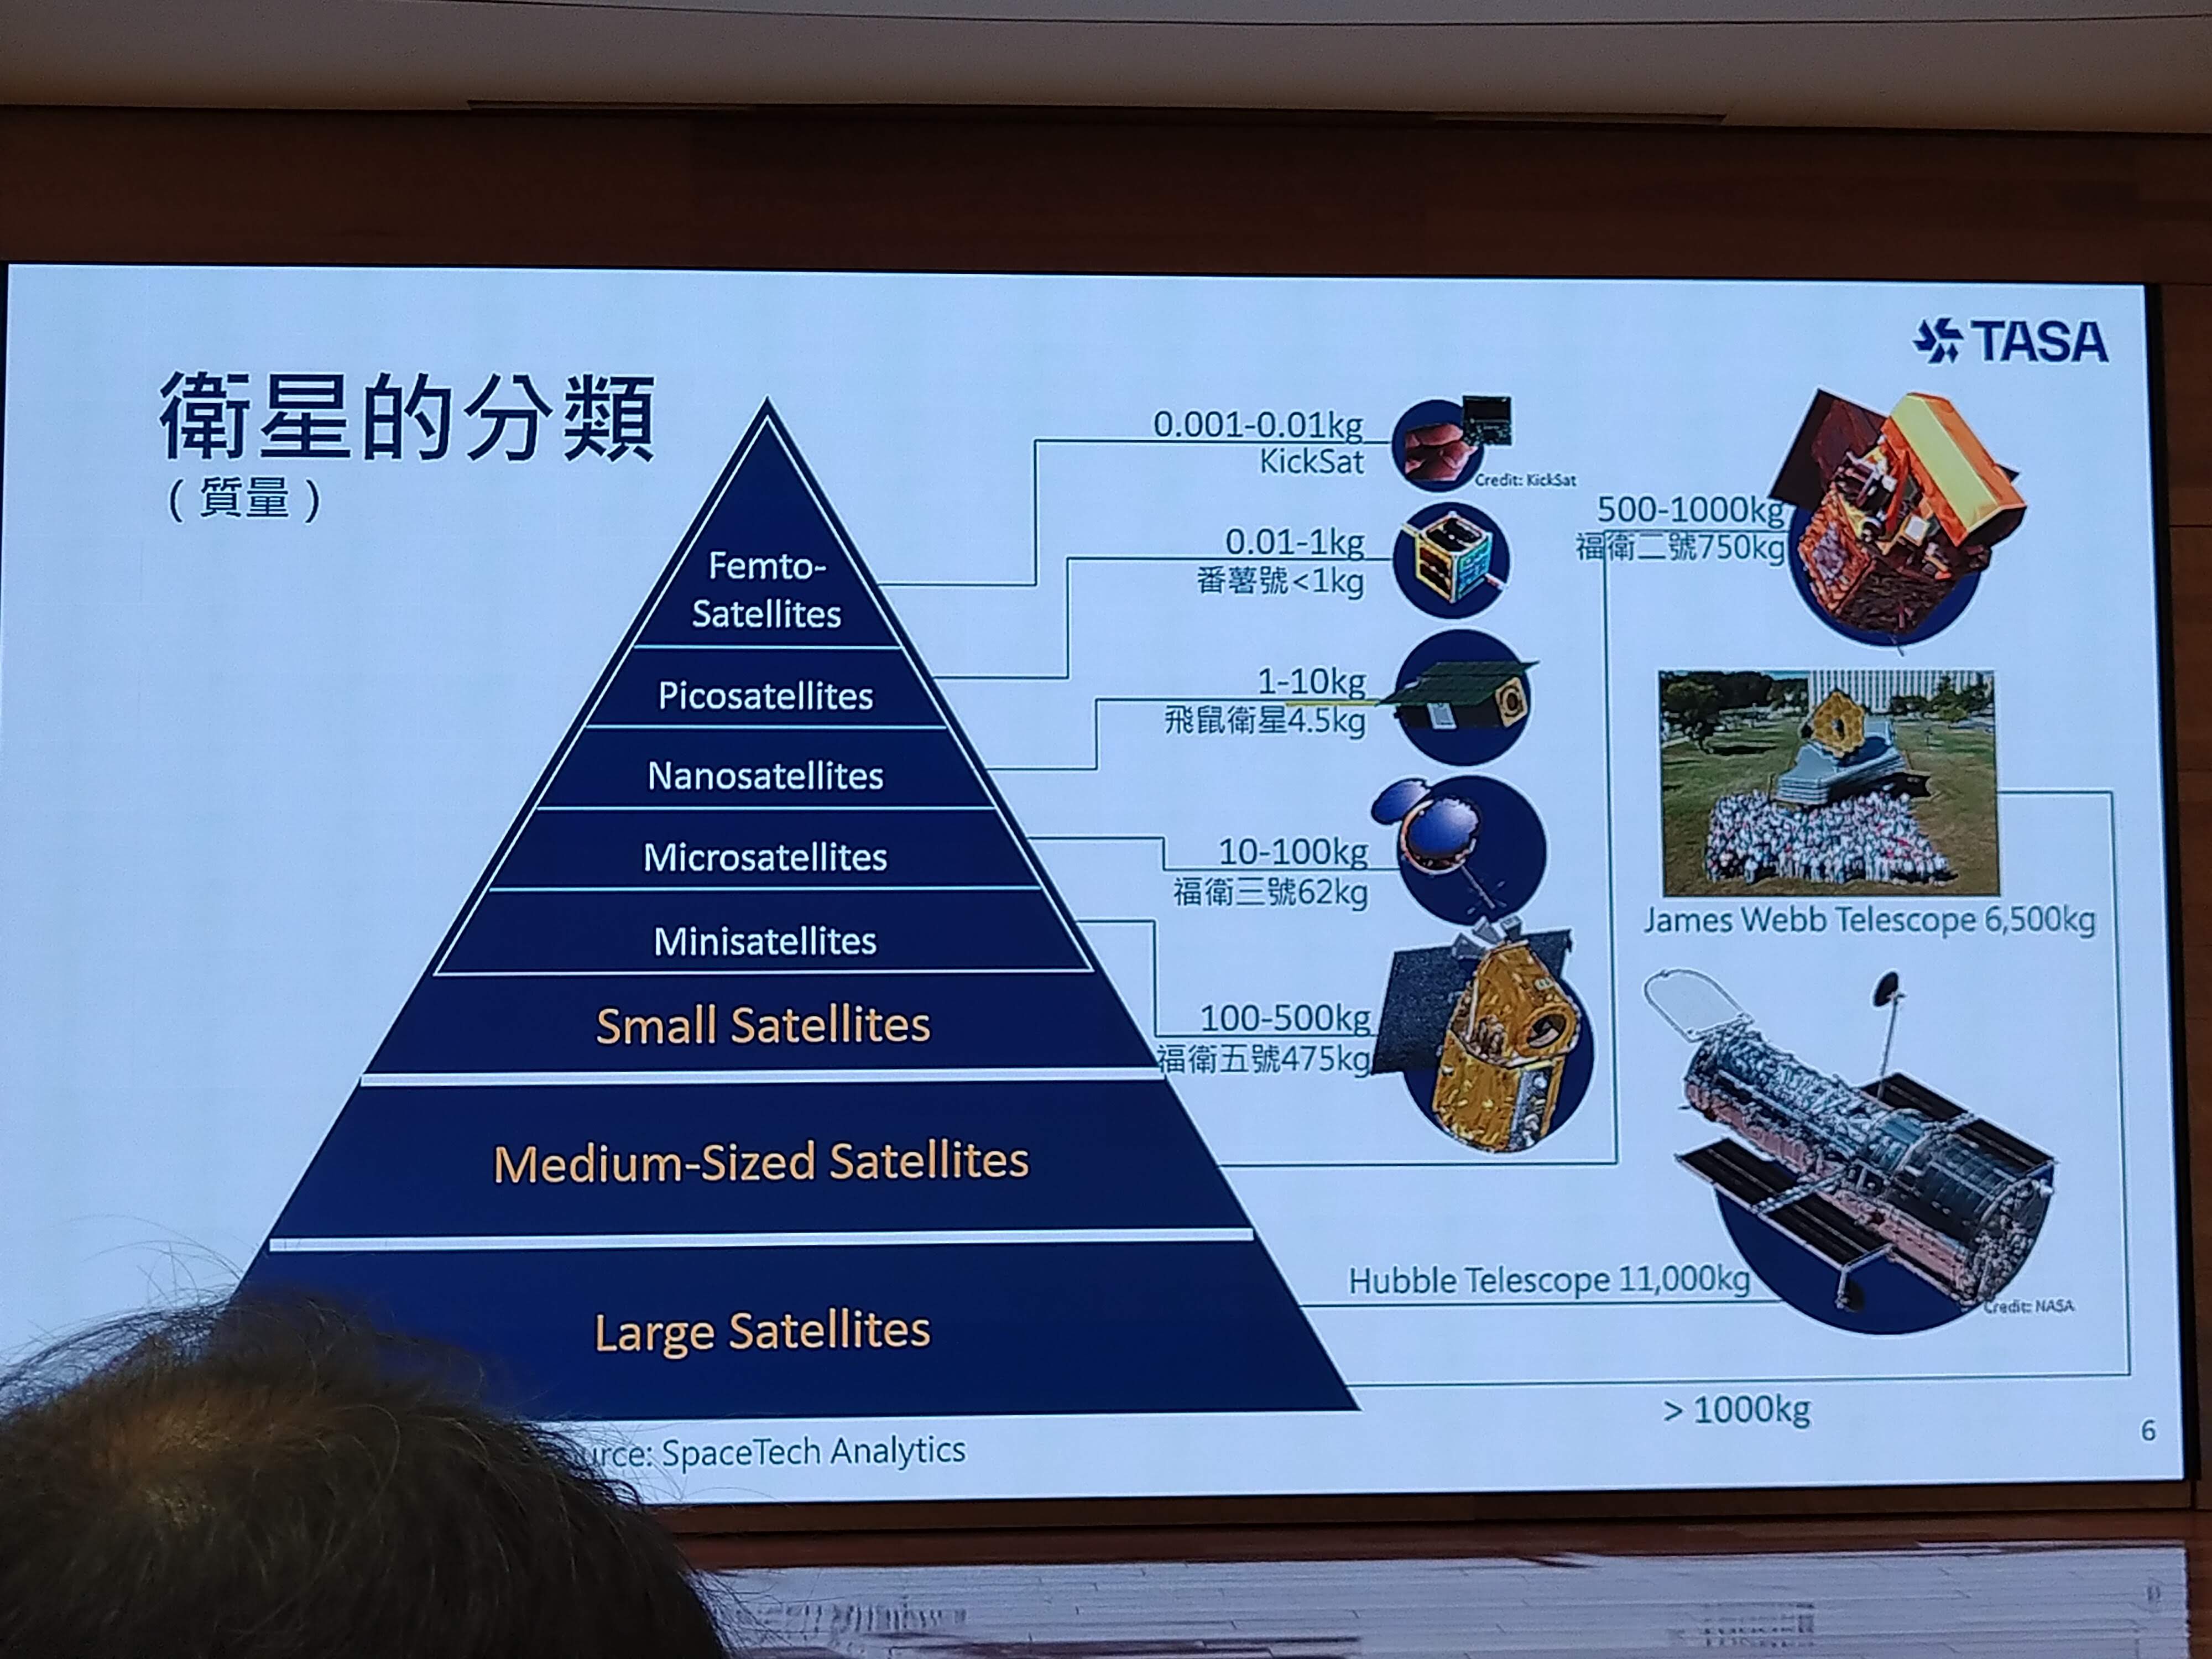 TASA
衛星的分類
(質量)
Femto-
Satellites
Picosatellites
Nanosatellites
Microsatellites
Minisatellites
Small Satellites
Medium-Sized Satellites
Large Satellites
0.001-0.01kg
KickSat
Credit: KickSat
0.01-1kg
番薯號<1kg
1-10kg
飛鼠衛星4.5kg
10-100kg
福衛三號62kg
100-500kg
福衛五號475kg
500-1000kg
福衛二號750kg
James Webb Telescope 6,500kg
Hubble Telescope 11,000kg
Credit: NASA
> 1000kg
SpaceTech Analytics
6